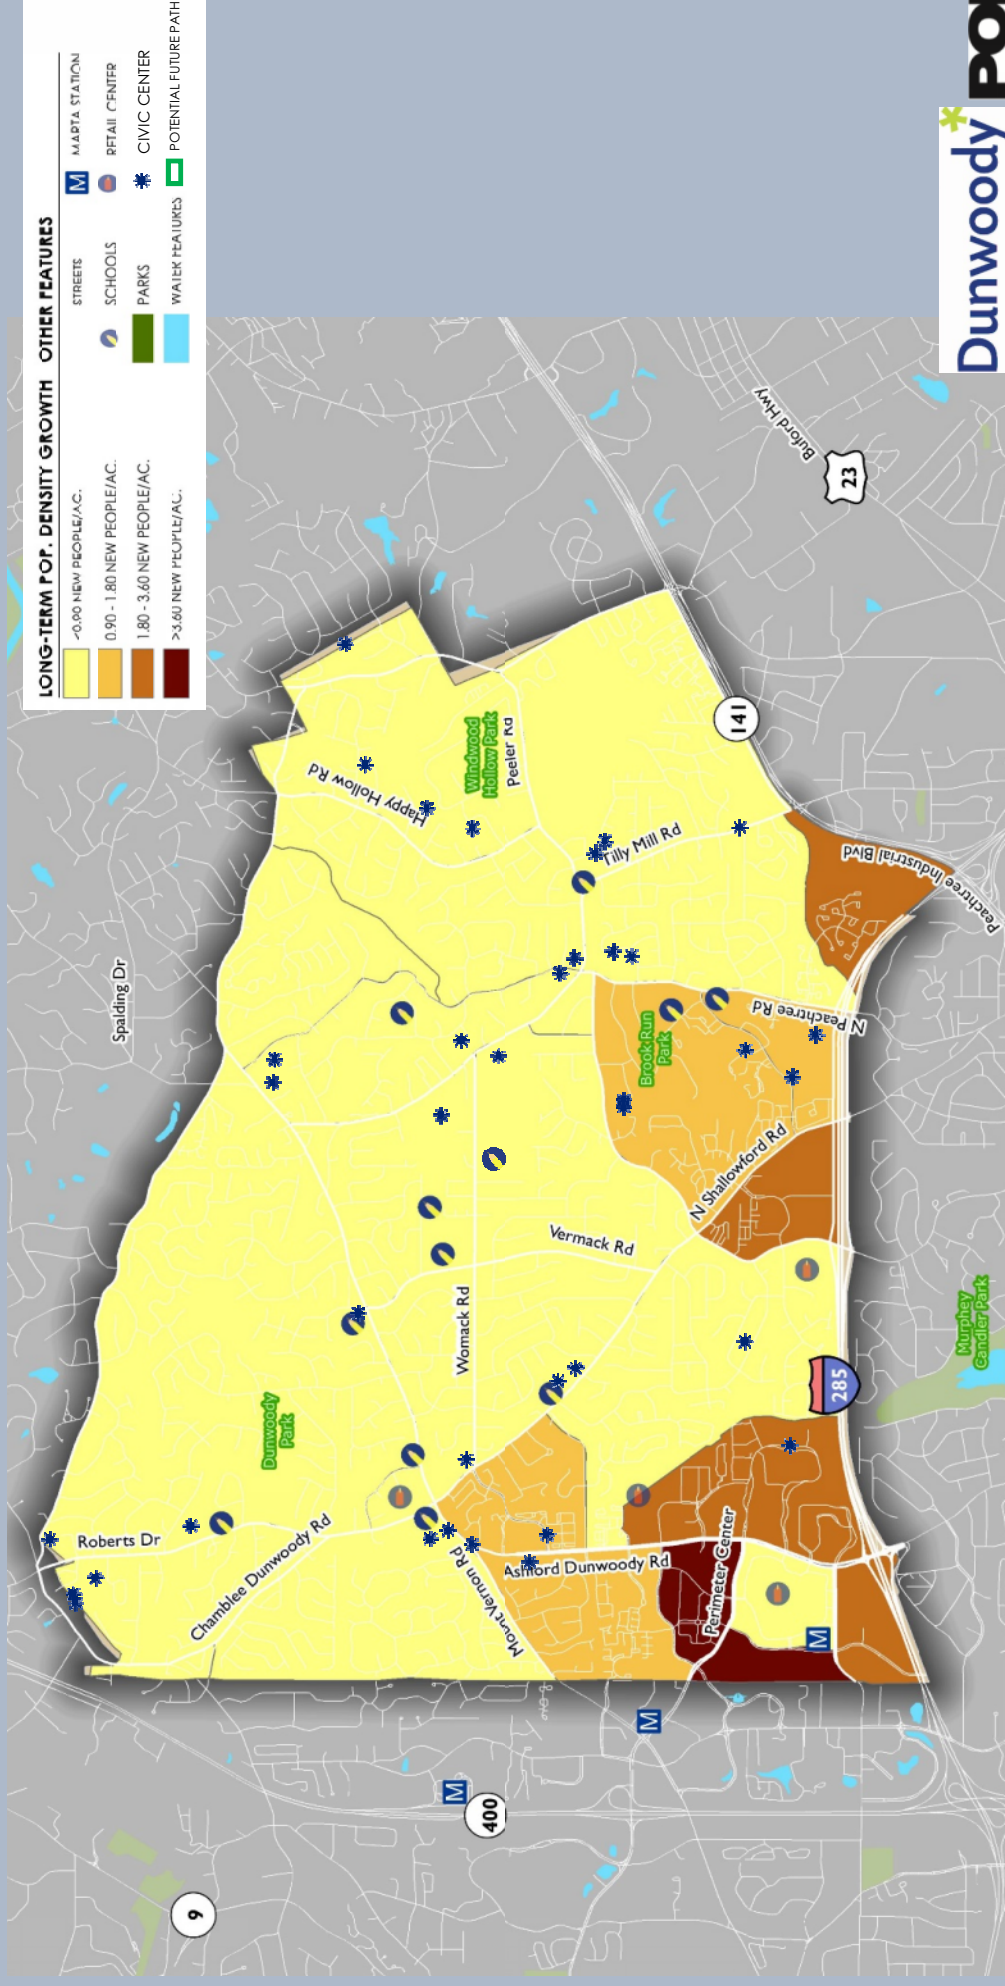 LONG-TERM POP. DENSITY GROWTH
<0.90 NEW PEOPLE/AC.
0.90 - 1.80 NEW PEOPLE/AC.
1.80 - 3.60 NEW PEOPLE/AC.
>3.60 NEW PEOPLE/AC.
OTHER FEATURES
STREETS
SCHOOLS
PARKS
WATER FEATURES
M MARTA STATION
RETAIL CENTER
CIVIC CENTER
POTENTIAL FUTURE PATH
Spalding Dr
Roberts Dr
Chamblee Dunwoody Rd
Dunwoody
Park
Happy Hollow Rd
Windwood
Hollow Park
Peeler Rd
Womack Rd
Vermack Rd
Mount Vernon Rd
Ashford Dunwoody Rd
Perimeter Center
Tilly Mill Rd
Brook Run
Park
N Peachtree Rd
N Shallowford Rd
Peachtree Industrial Blvd
Buford Hwy
23
141
285
400
9
M
M
M
Murphey
Candler Park
Dunwoody